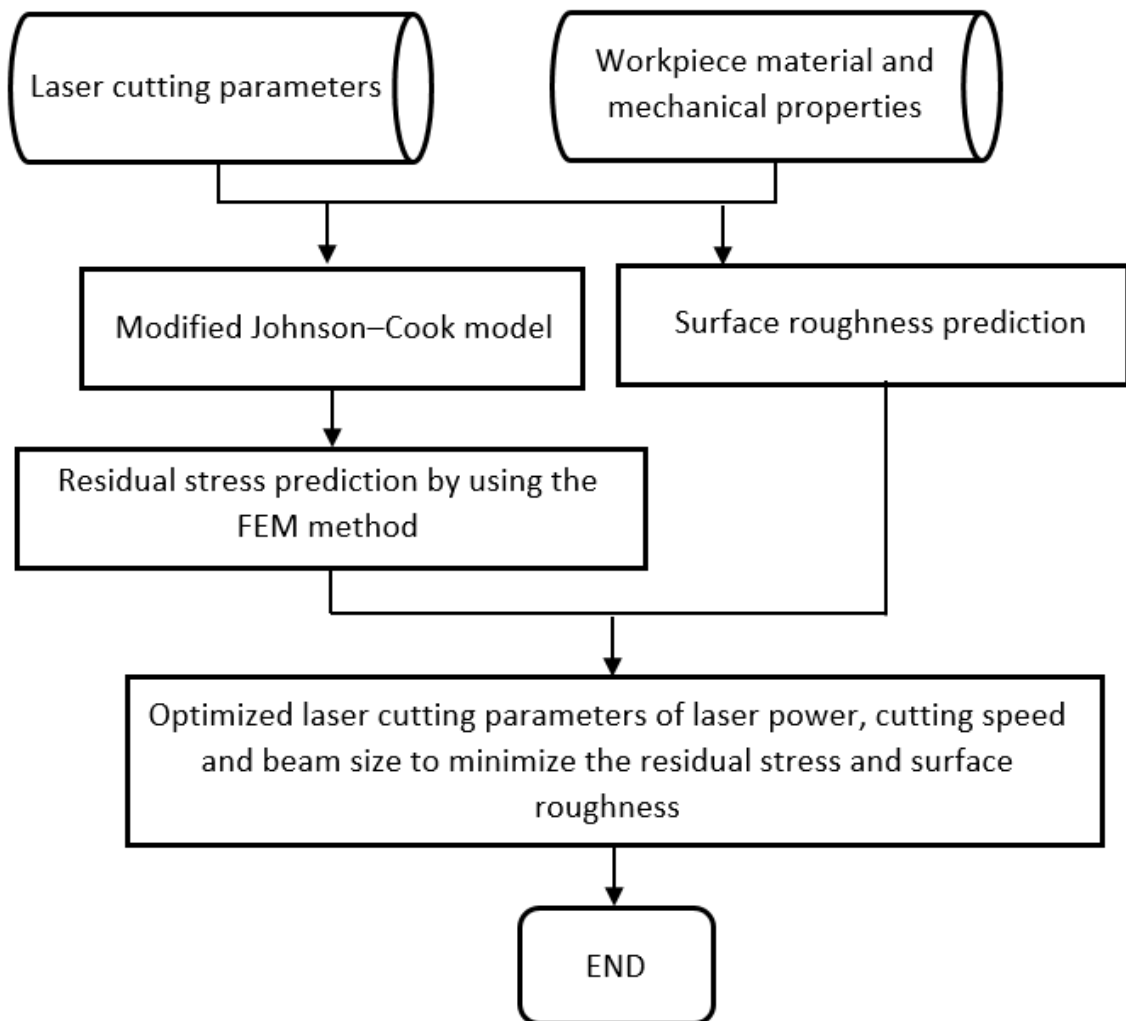 Laser cutting parameters
Workpiece material and
mechanical properties
Modified Johnson–Cook model
Surface roughness prediction
Residual stress prediction by using the
FEM method
Optimized laser cutting parameters of laser power, cutting speed
and beam size to minimize the residual stress and surface
roughness
END